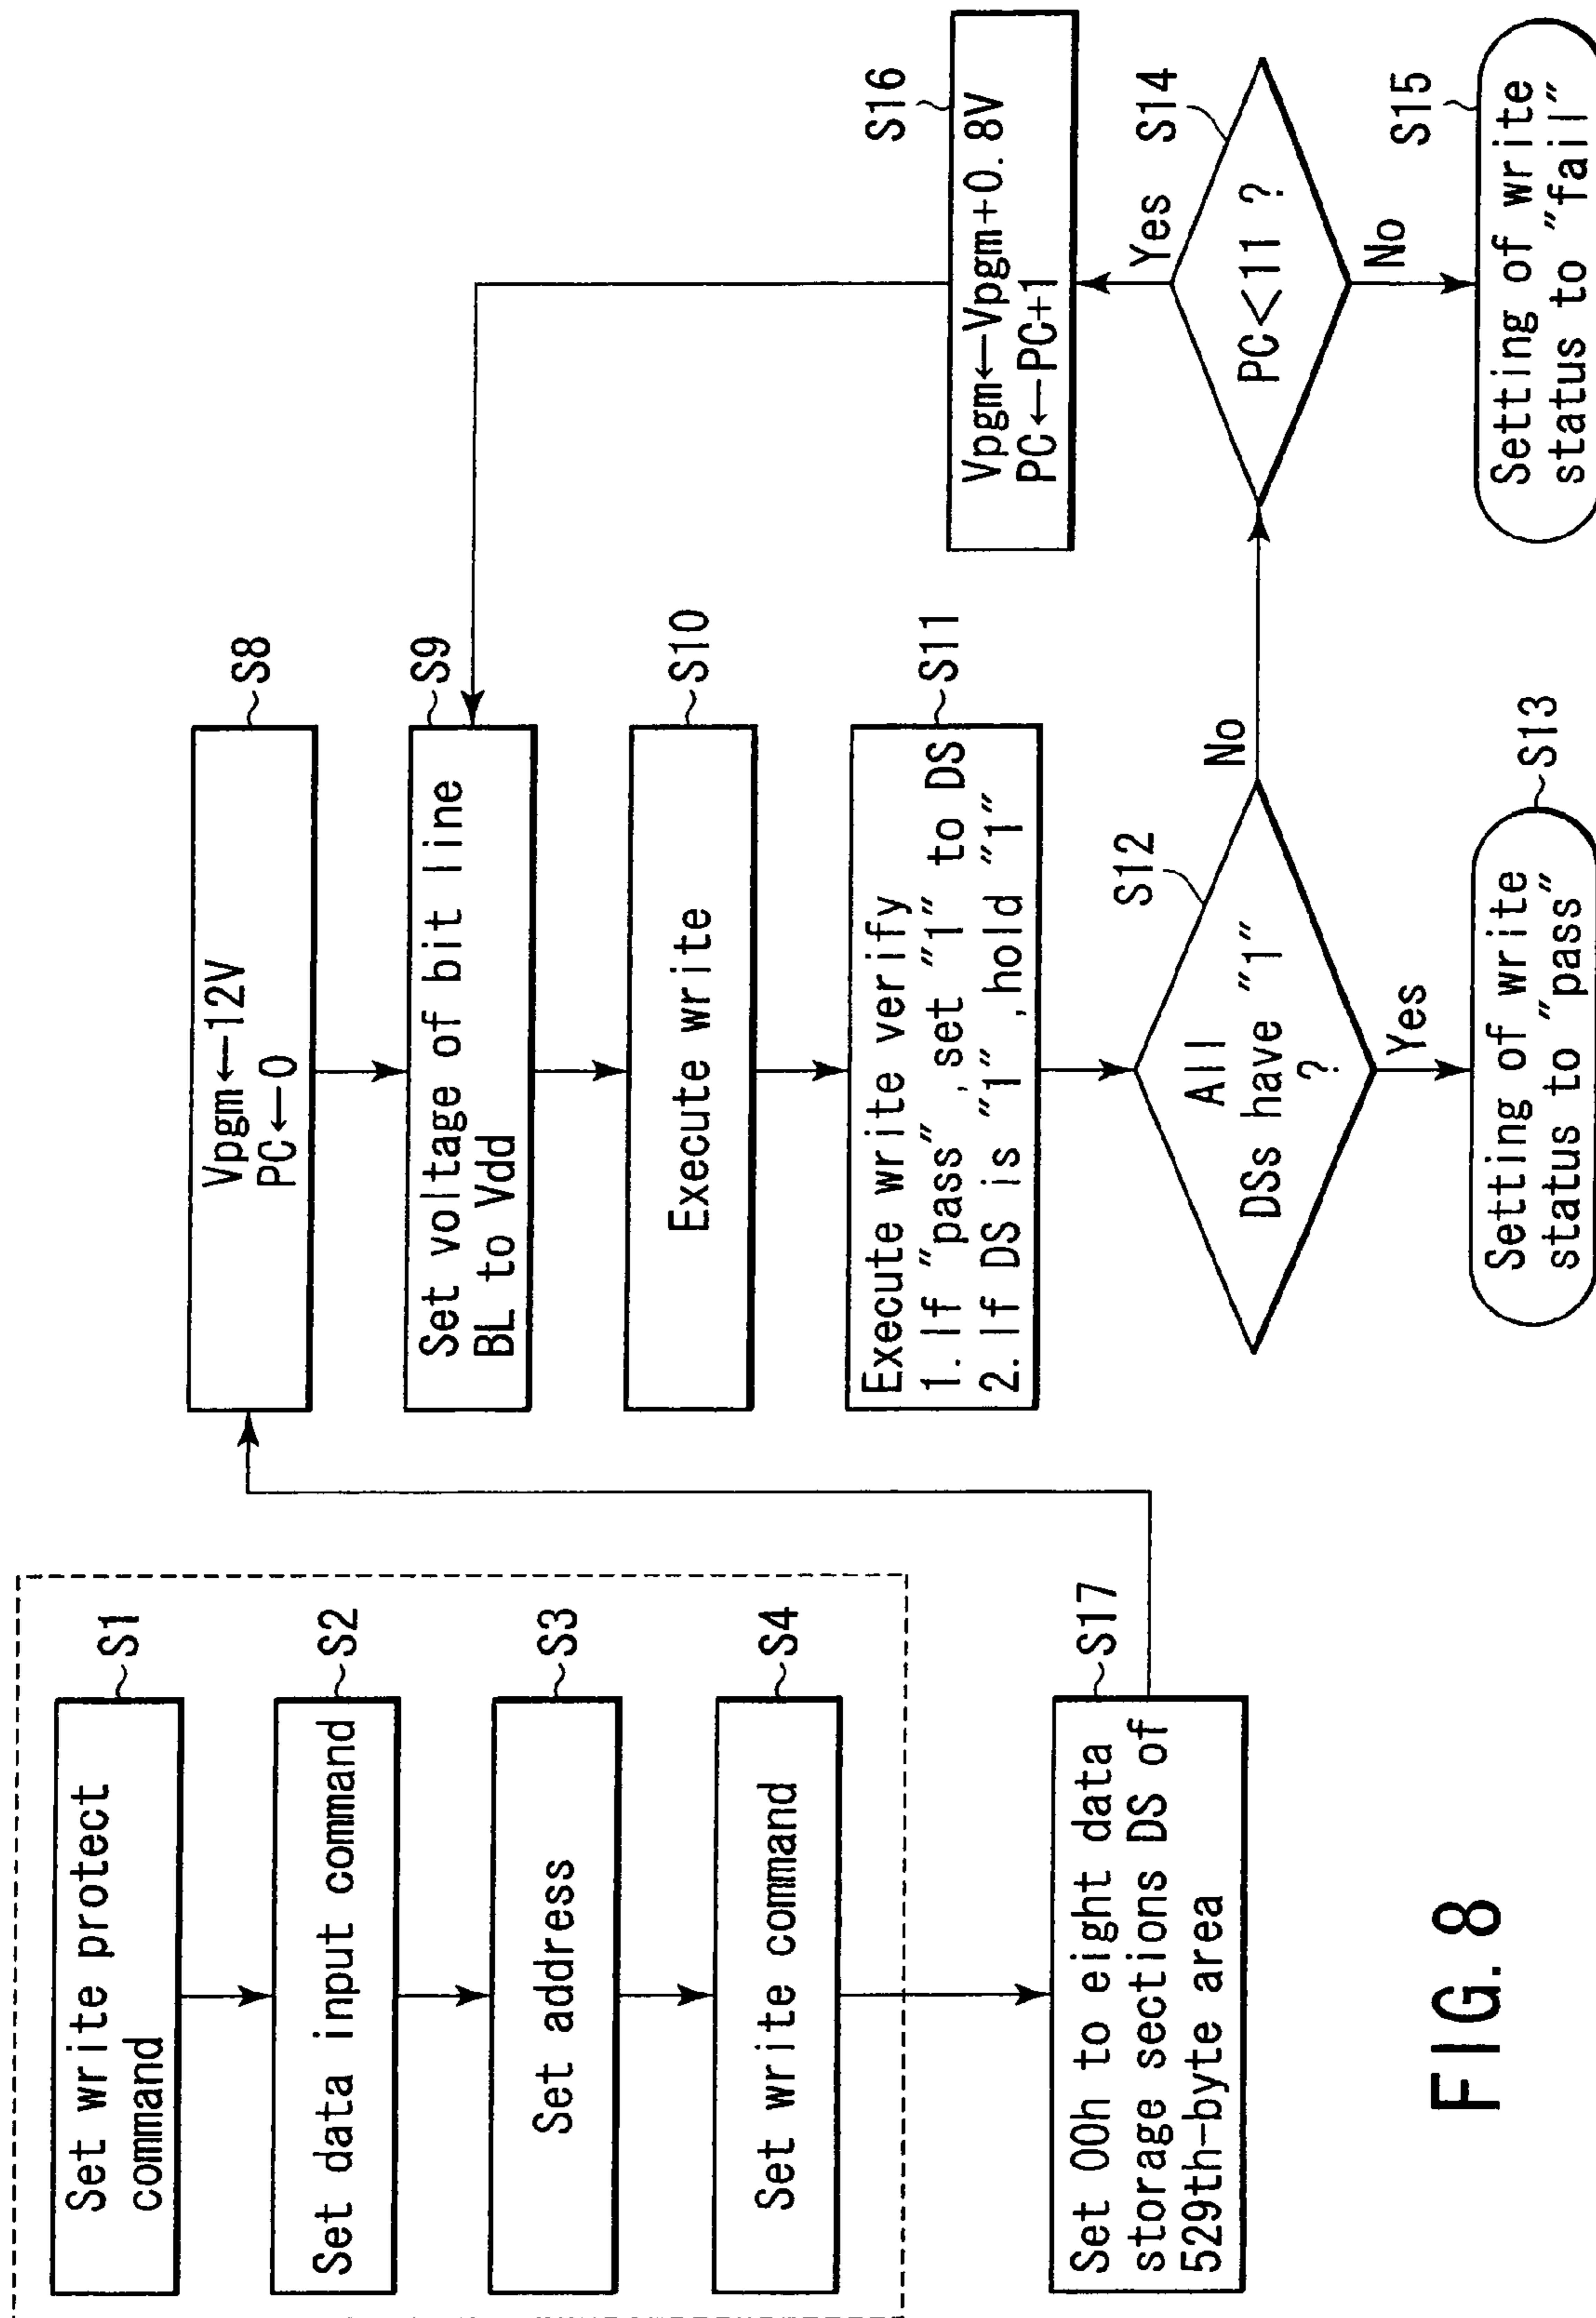 Set write protect
command
S1
Set data input command
S2
Set address
S3
Set write command
S4
Set 00h to eight data
storage sections DS of
529th-byte area
S17
Vpgm←12V
PC←0
S8
Set voltage of bit line
BL to Vdd
S9
Execute write
S10
Execute write verify
1. If "pass", set "1" to DS
2. If DS is "1", hold "1"
S11
All
DSs have "1"
?
S12
Yes
No
Setting of write
status to "pass"
S13
PC<11 ?
S14
Yes
No
Vpgm←Vpgm+0.8V
PC←PC+1
S16
Setting of write
status to "fail"
S15
FIG. 8